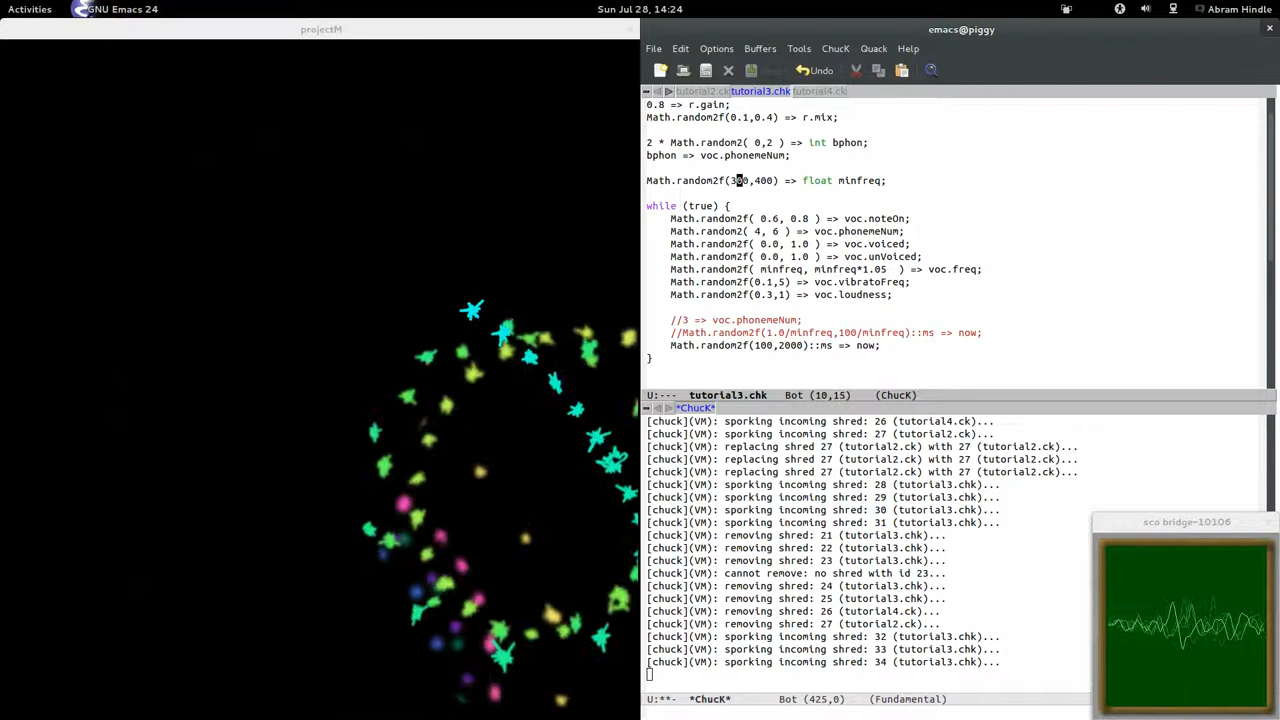 Activities GNU Emacs 24 Sun Jul 28, 14:24 Abram Hindle
projectM
emacs@piggy
File Edit Options Buffers Tools ChucK Quack Help
Undo
tutorial2.ck tutorial3.chk tutorial4.ck
0.8 => r.gain;
Math.random2f(0.1,0.4) => r.mix;
2 * Math.random2( 0,2 ) => int bphon;
bphon => voc.phonemeNum;
Math.random2f(300,400) => float minfreq;
while (true) {
Math.random2f( 0.6, 0.8 ) => voc.noteOn;
Math.random2( 4, 6 ) => voc.phonemeNum;
Math.random2f( 0.0, 1.0 ) => voc.voiced;
Math.random2f( 0.0, 1.0 ) => voc.unVoiced;
Math.random2f( minfreq, minfreq*1.05  ) => voc.freq;
Math.random2f(0.1,5) => voc.vibratoFreq;
Math.random2f(0.3,1) => voc.loudness;
//3 => voc.phonemeNum;
//Math.random2f(1.0/minfreq,100/minfreq)::ms => now;
Math.random2f(100,2000)::ms => now;
}
U:--- tutorial3.chk Bot (10,15) (ChucK)
*ChucK*
[chuck](VM): sporking incoming shred: 26 (tutorial4.ck)...
[chuck](VM): sporking incoming shred: 27 (tutorial2.ck)...
[chuck](VM): replacing shred 27 (tutorial2.ck) with 27 (tutorial2.ck)...
[chuck](VM): replacing shred 27 (tutorial2.ck) with 27 (tutorial2.ck)...
[chuck](VM): replacing shred 27 (tutorial2.ck) with 27 (tutorial2.ck)...
[chuck](VM): sporking incoming shred: 28 (tutorial3.chk)...
[chuck](VM): sporking incoming shred: 29 (tutorial3.chk)...
[chuck](VM): sporking incoming shred: 30 (tutorial3.chk)...
[chuck](VM): sporking incoming shred: 31 (tutorial3.chk)...
[chuck](VM): removing shred: 21 (tutorial3.chk)...
[chuck](VM): removing shred: 22 (tutorial3.chk)...
[chuck](VM): removing shred: 23 (tutorial3.chk)...
[chuck](VM): cannot remove: no shred with id 23...
[chuck](VM): removing shred: 24 (tutorial3.chk)...
[chuck](VM): removing shred: 25 (tutorial3.chk)...
[chuck](VM): removing shred: 26 (tutorial4.ck)...
[chuck](VM): removing shred: 27 (tutorial2.ck)...
[chuck](VM): sporking incoming shred: 32 (tutorial3.chk)...
[chuck](VM): sporking incoming shred: 33 (tutorial3.chk)...
[chuck](VM): sporking incoming shred: 34 (tutorial3.chk)...
U:**- *ChucK* Bot (425,0) (Fundamental)
sco bridge-10106